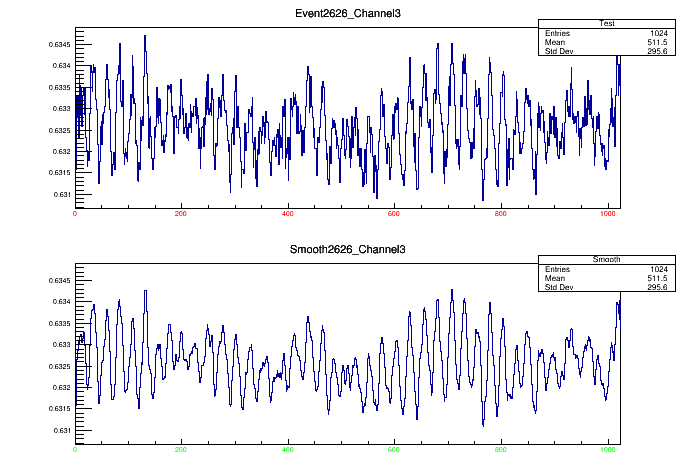 Event2626_Channel3
Test
Entries 1024
Mean 511.5
Std Dev 295.6
0.6345
0.634
0.6335
0.633
0.6325
0.632
0.6315
0.631
0 200 400 600 800 1000
Smooth2626_Channel3
Smooth
Entries 1024
Mean 511.5
Std Dev 295.6
0.6345
0.634
0.6335
0.633
0.6325
0.632
0.6315
0.631
0 200 400 600 800 1000